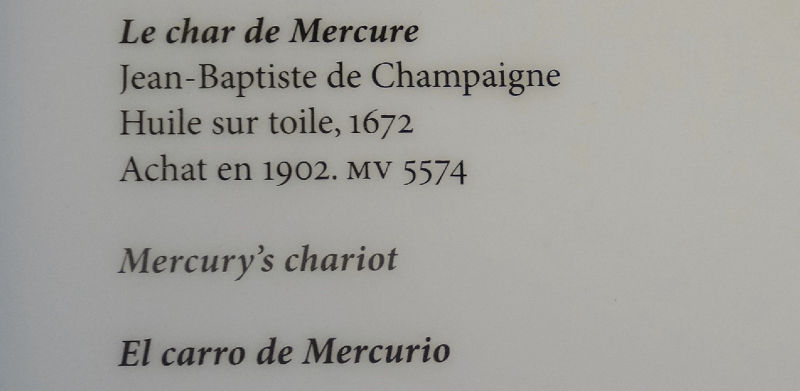 Le char de Mercure
Jean-Baptiste de Champaigne
Huile sur toile, 1672
Achat en 1902. MV 5574
Mercury's chariot
El carro de Mercurio